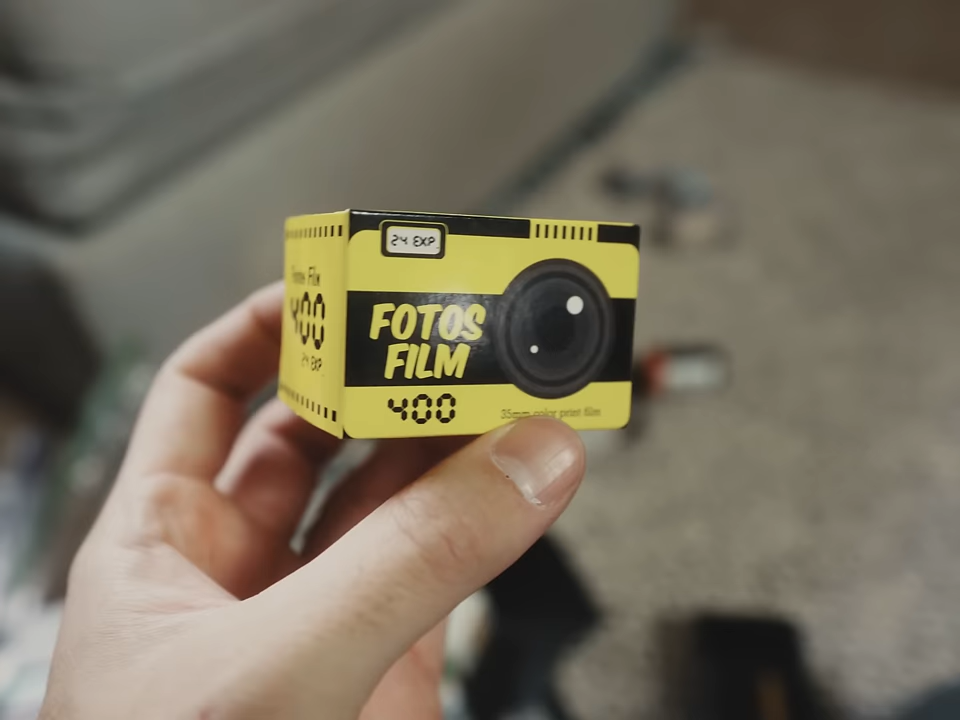 24 EXP.
FOTOS
FILM
400
35mm color print film
Fotos Film
400
24 EXP.